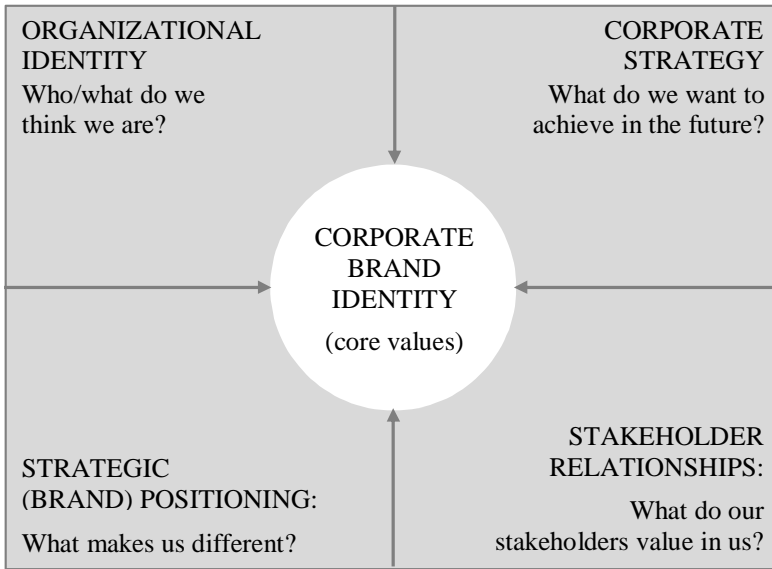 ORGANIZATIONAL
IDENTITY
Who/what do we
think we are?
CORPORATE
STRATEGY
What do we want to
achieve in the future?
CORPORATE
BRAND
IDENTITY
(core values)
STRATEGIC
(BRAND) POSITIONING:
What makes us different?
STAKEHOLDER
RELATIONSHIPS:
What do our
stakeholders value in us?